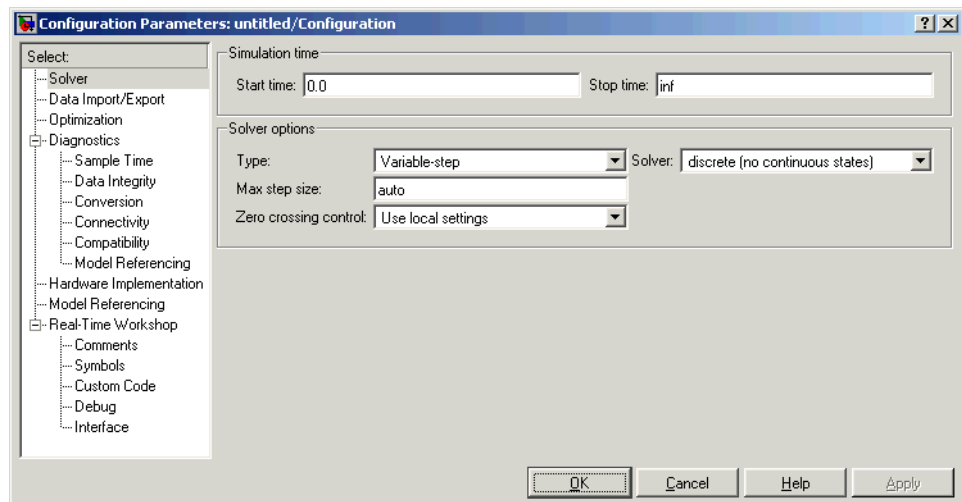 Configuration Parameters: untitled/Configuration
Select:
Solver
Data Import/Export
Optimization
Diagnostics
Sample Time
Data Integrity
Conversion
Connectivity
Compatibility
Model Referencing
Hardware Implementation
Model Referencing
Real-Time Workshop
Comments
Symbols
Custom Code
Debug
Interface
Simulation time
Start time: 0.0 Stop time: inf
Solver options
Type: Variable-step Solver: discrete (no continuous states)
Max step size: auto
Zero crossing control: Use local settings
OK Cancel Help Apply